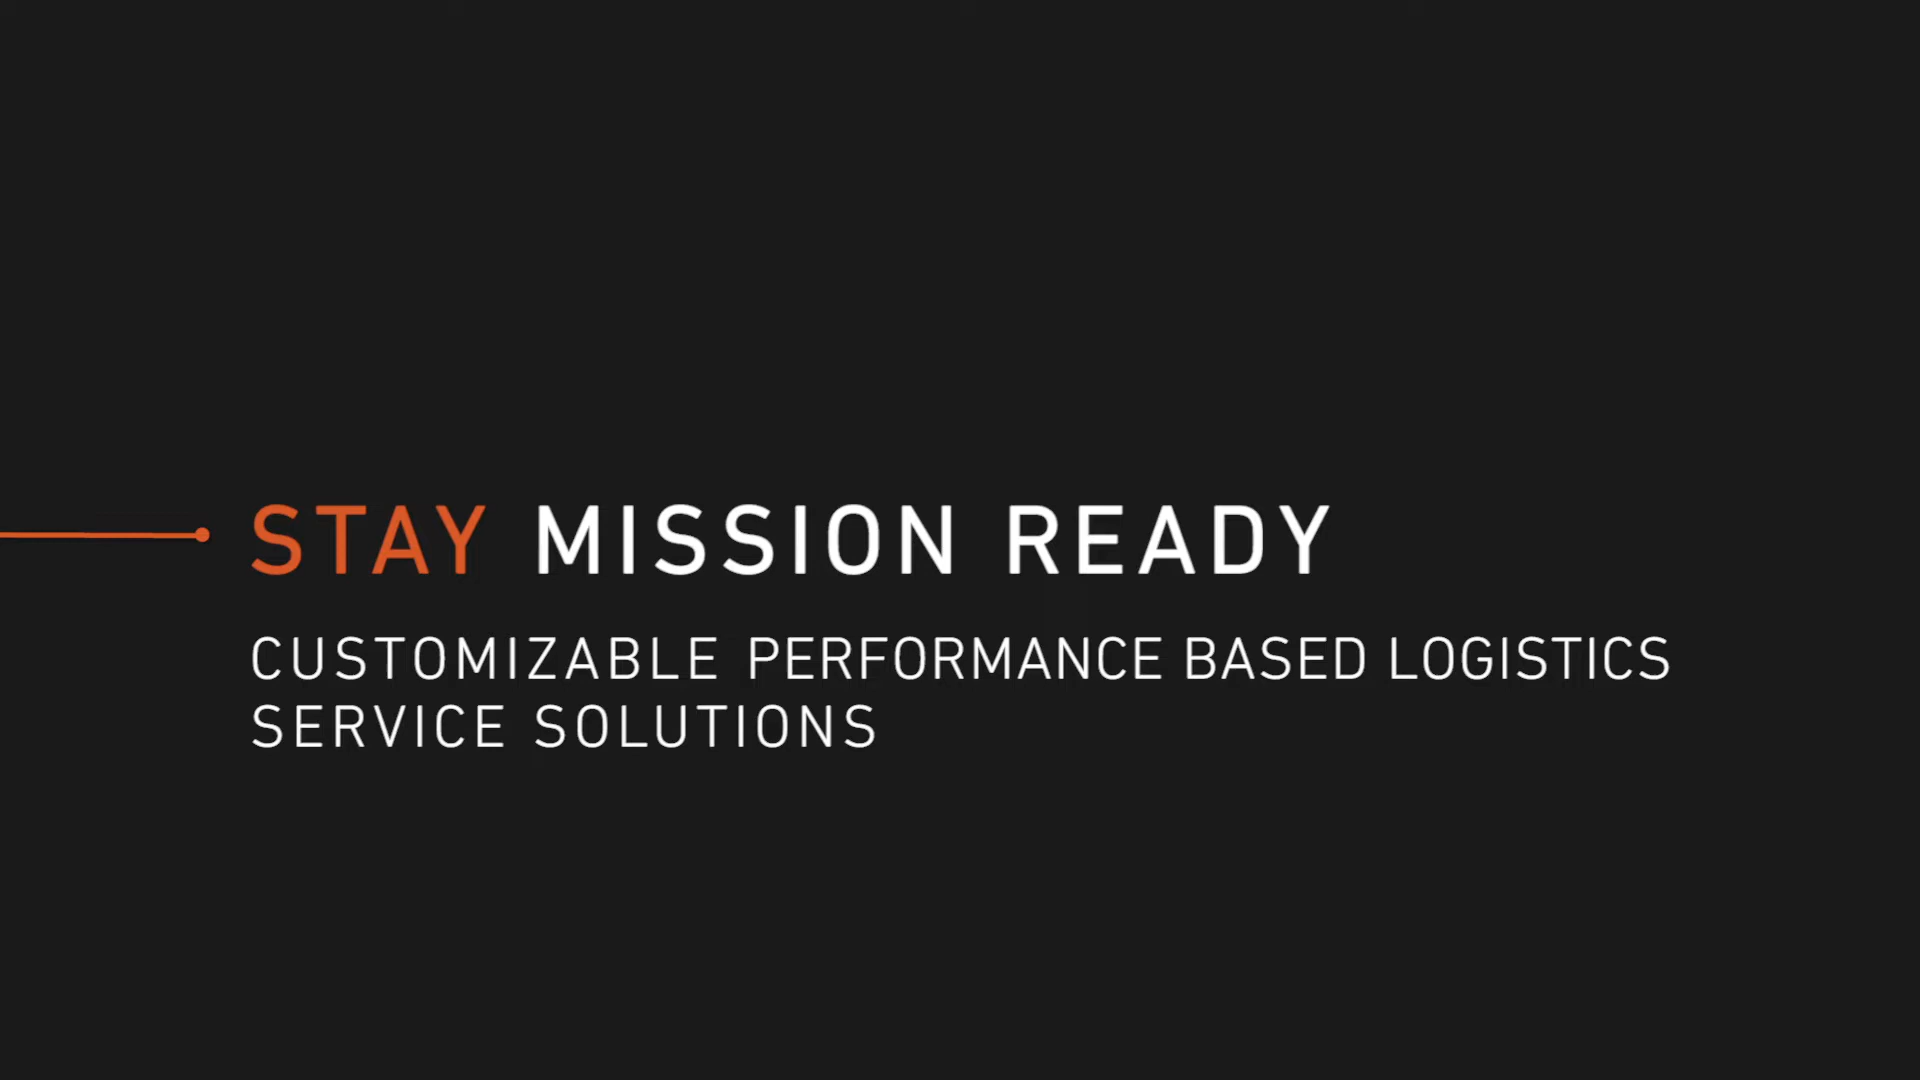 STAY MISSION READY
CUSTOMIZABLE PERFORMANCE BASED LOGISTICS
SERVICE SOLUTIONS